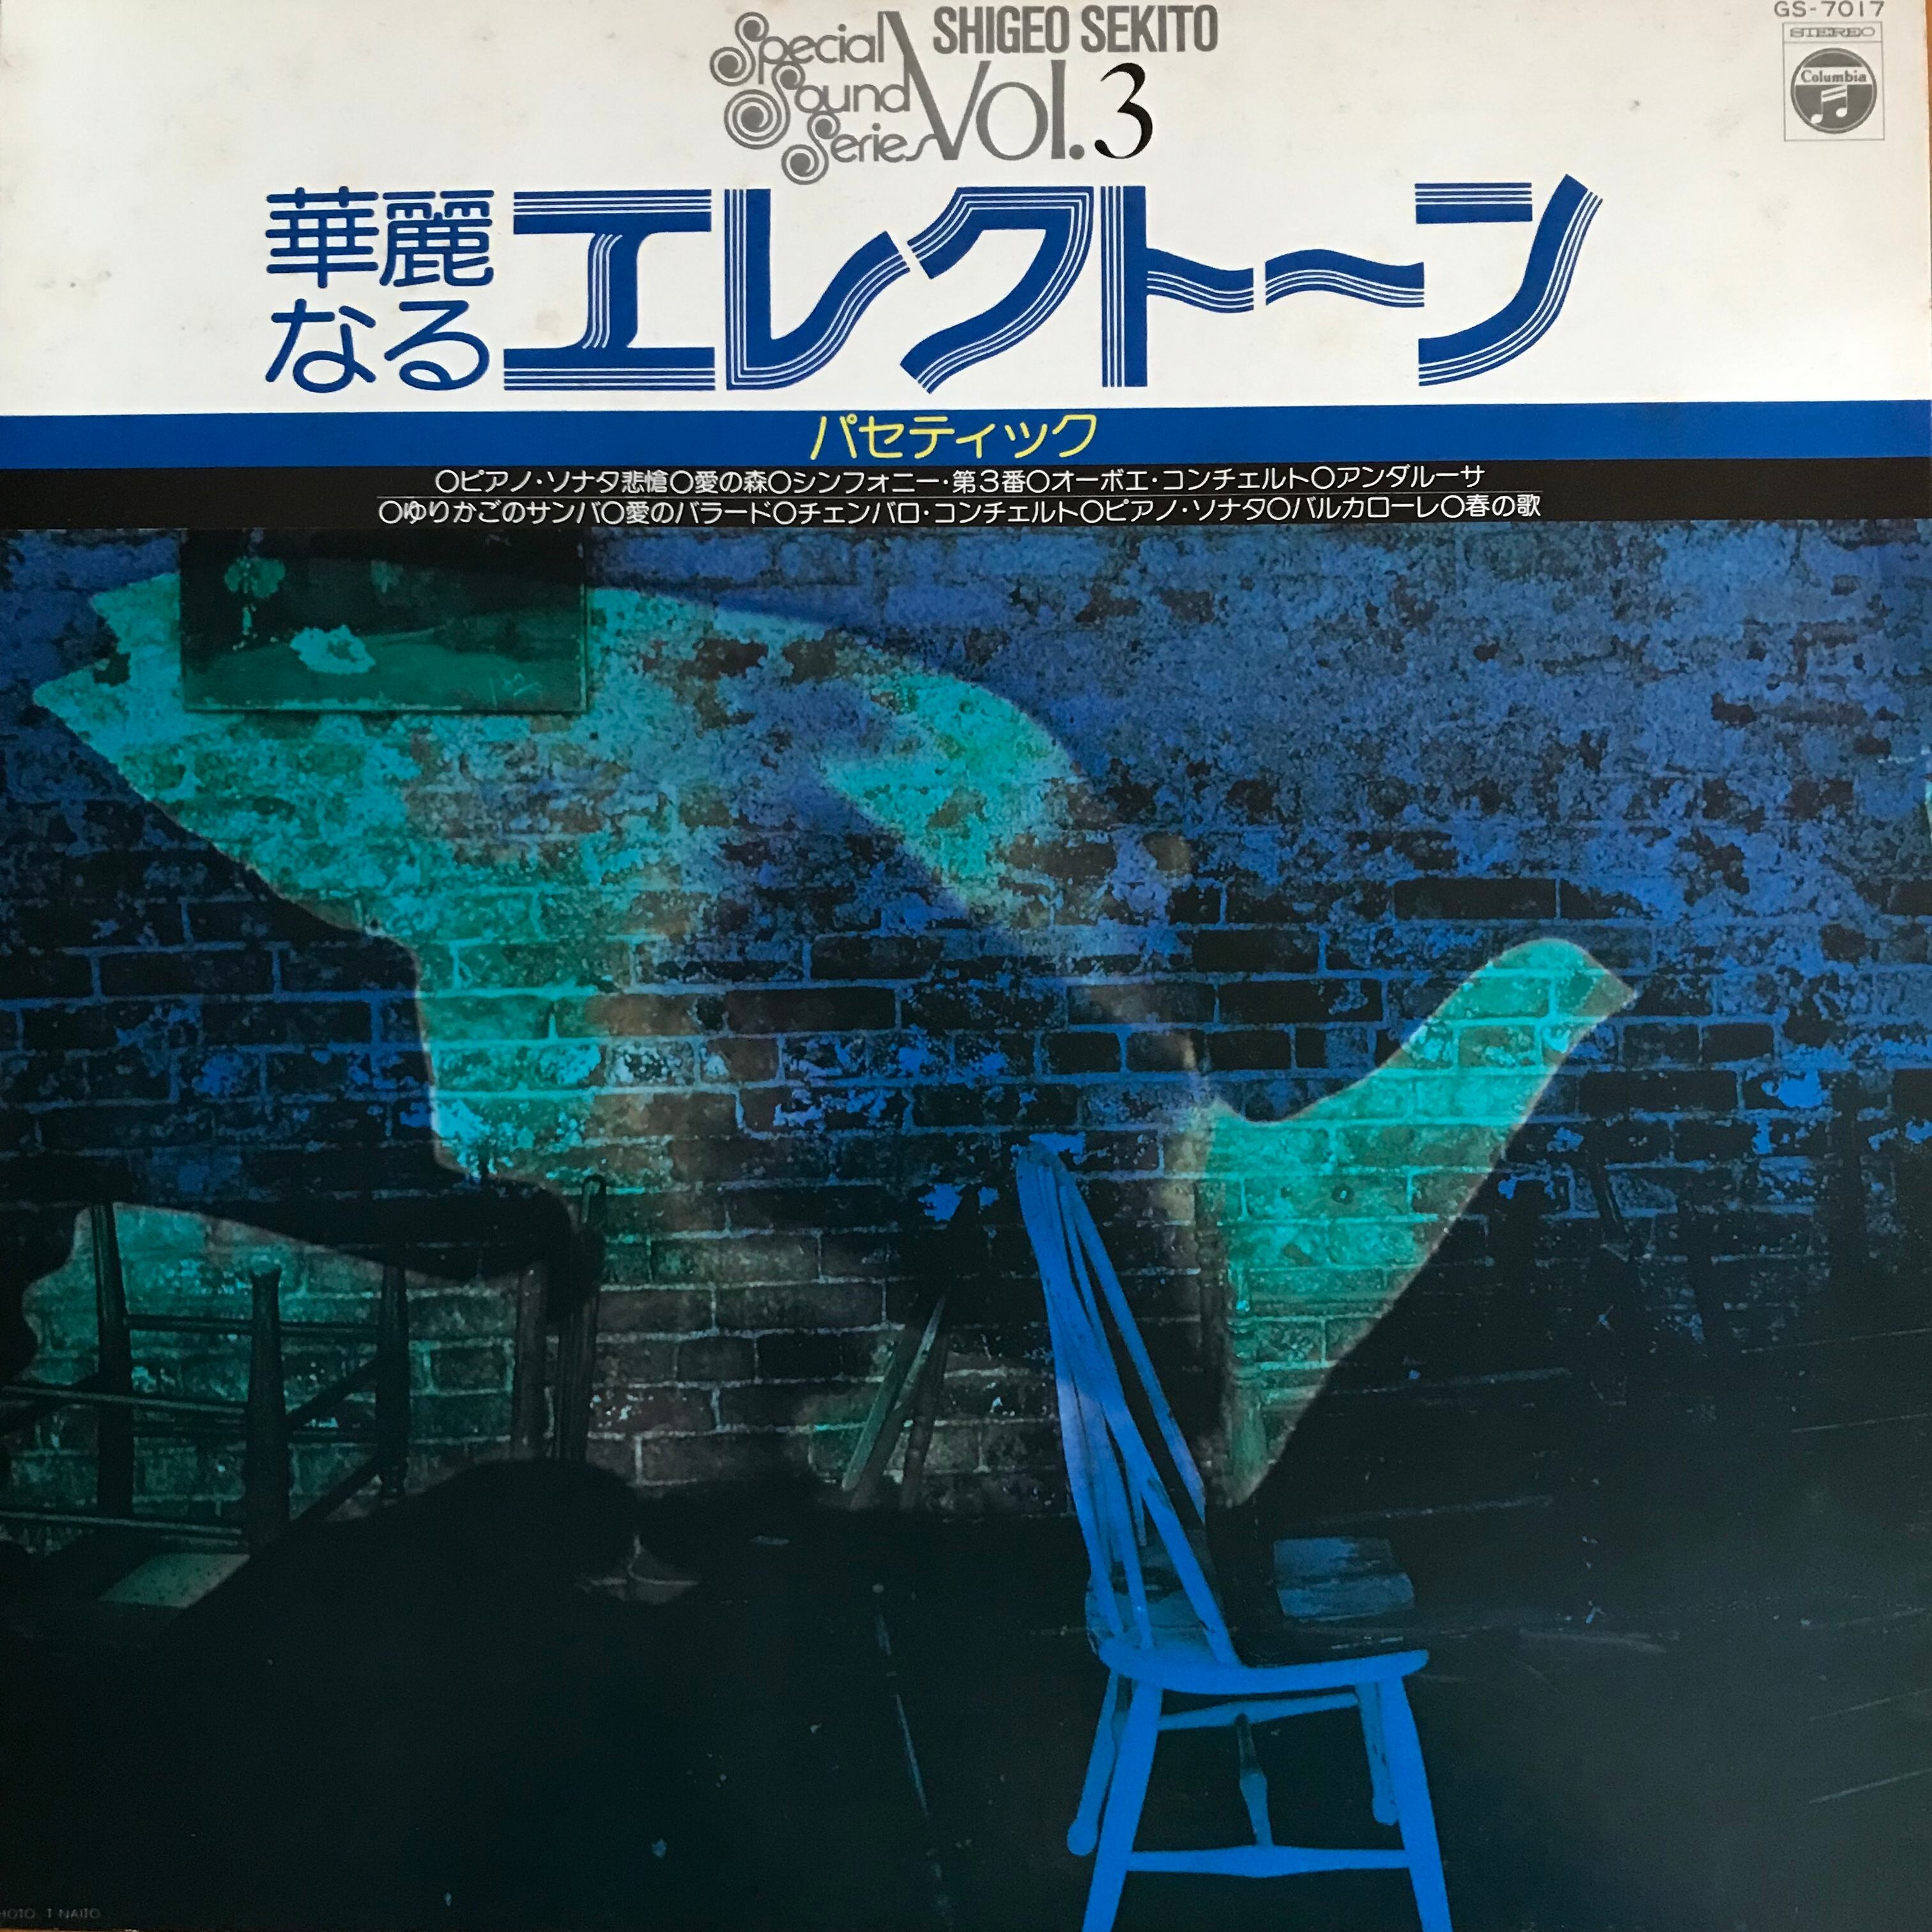 GS-7017
STEREO
Columbia
SHIGEO SEKITO
Special Sound Series Vol.3
華麗なる
エレクトーン
パセティック
○ピアノ・ソナタ悲愴○愛の森○シンフォニー・第3番○オーボエ・コンチェルト○アンダルーサ
○ゆりかごのサンバ○愛のバラード○チェンバロ・コンチェルト○ピアノ・ソナタ○バルカローレ○春の歌
HOTO: T NAITO